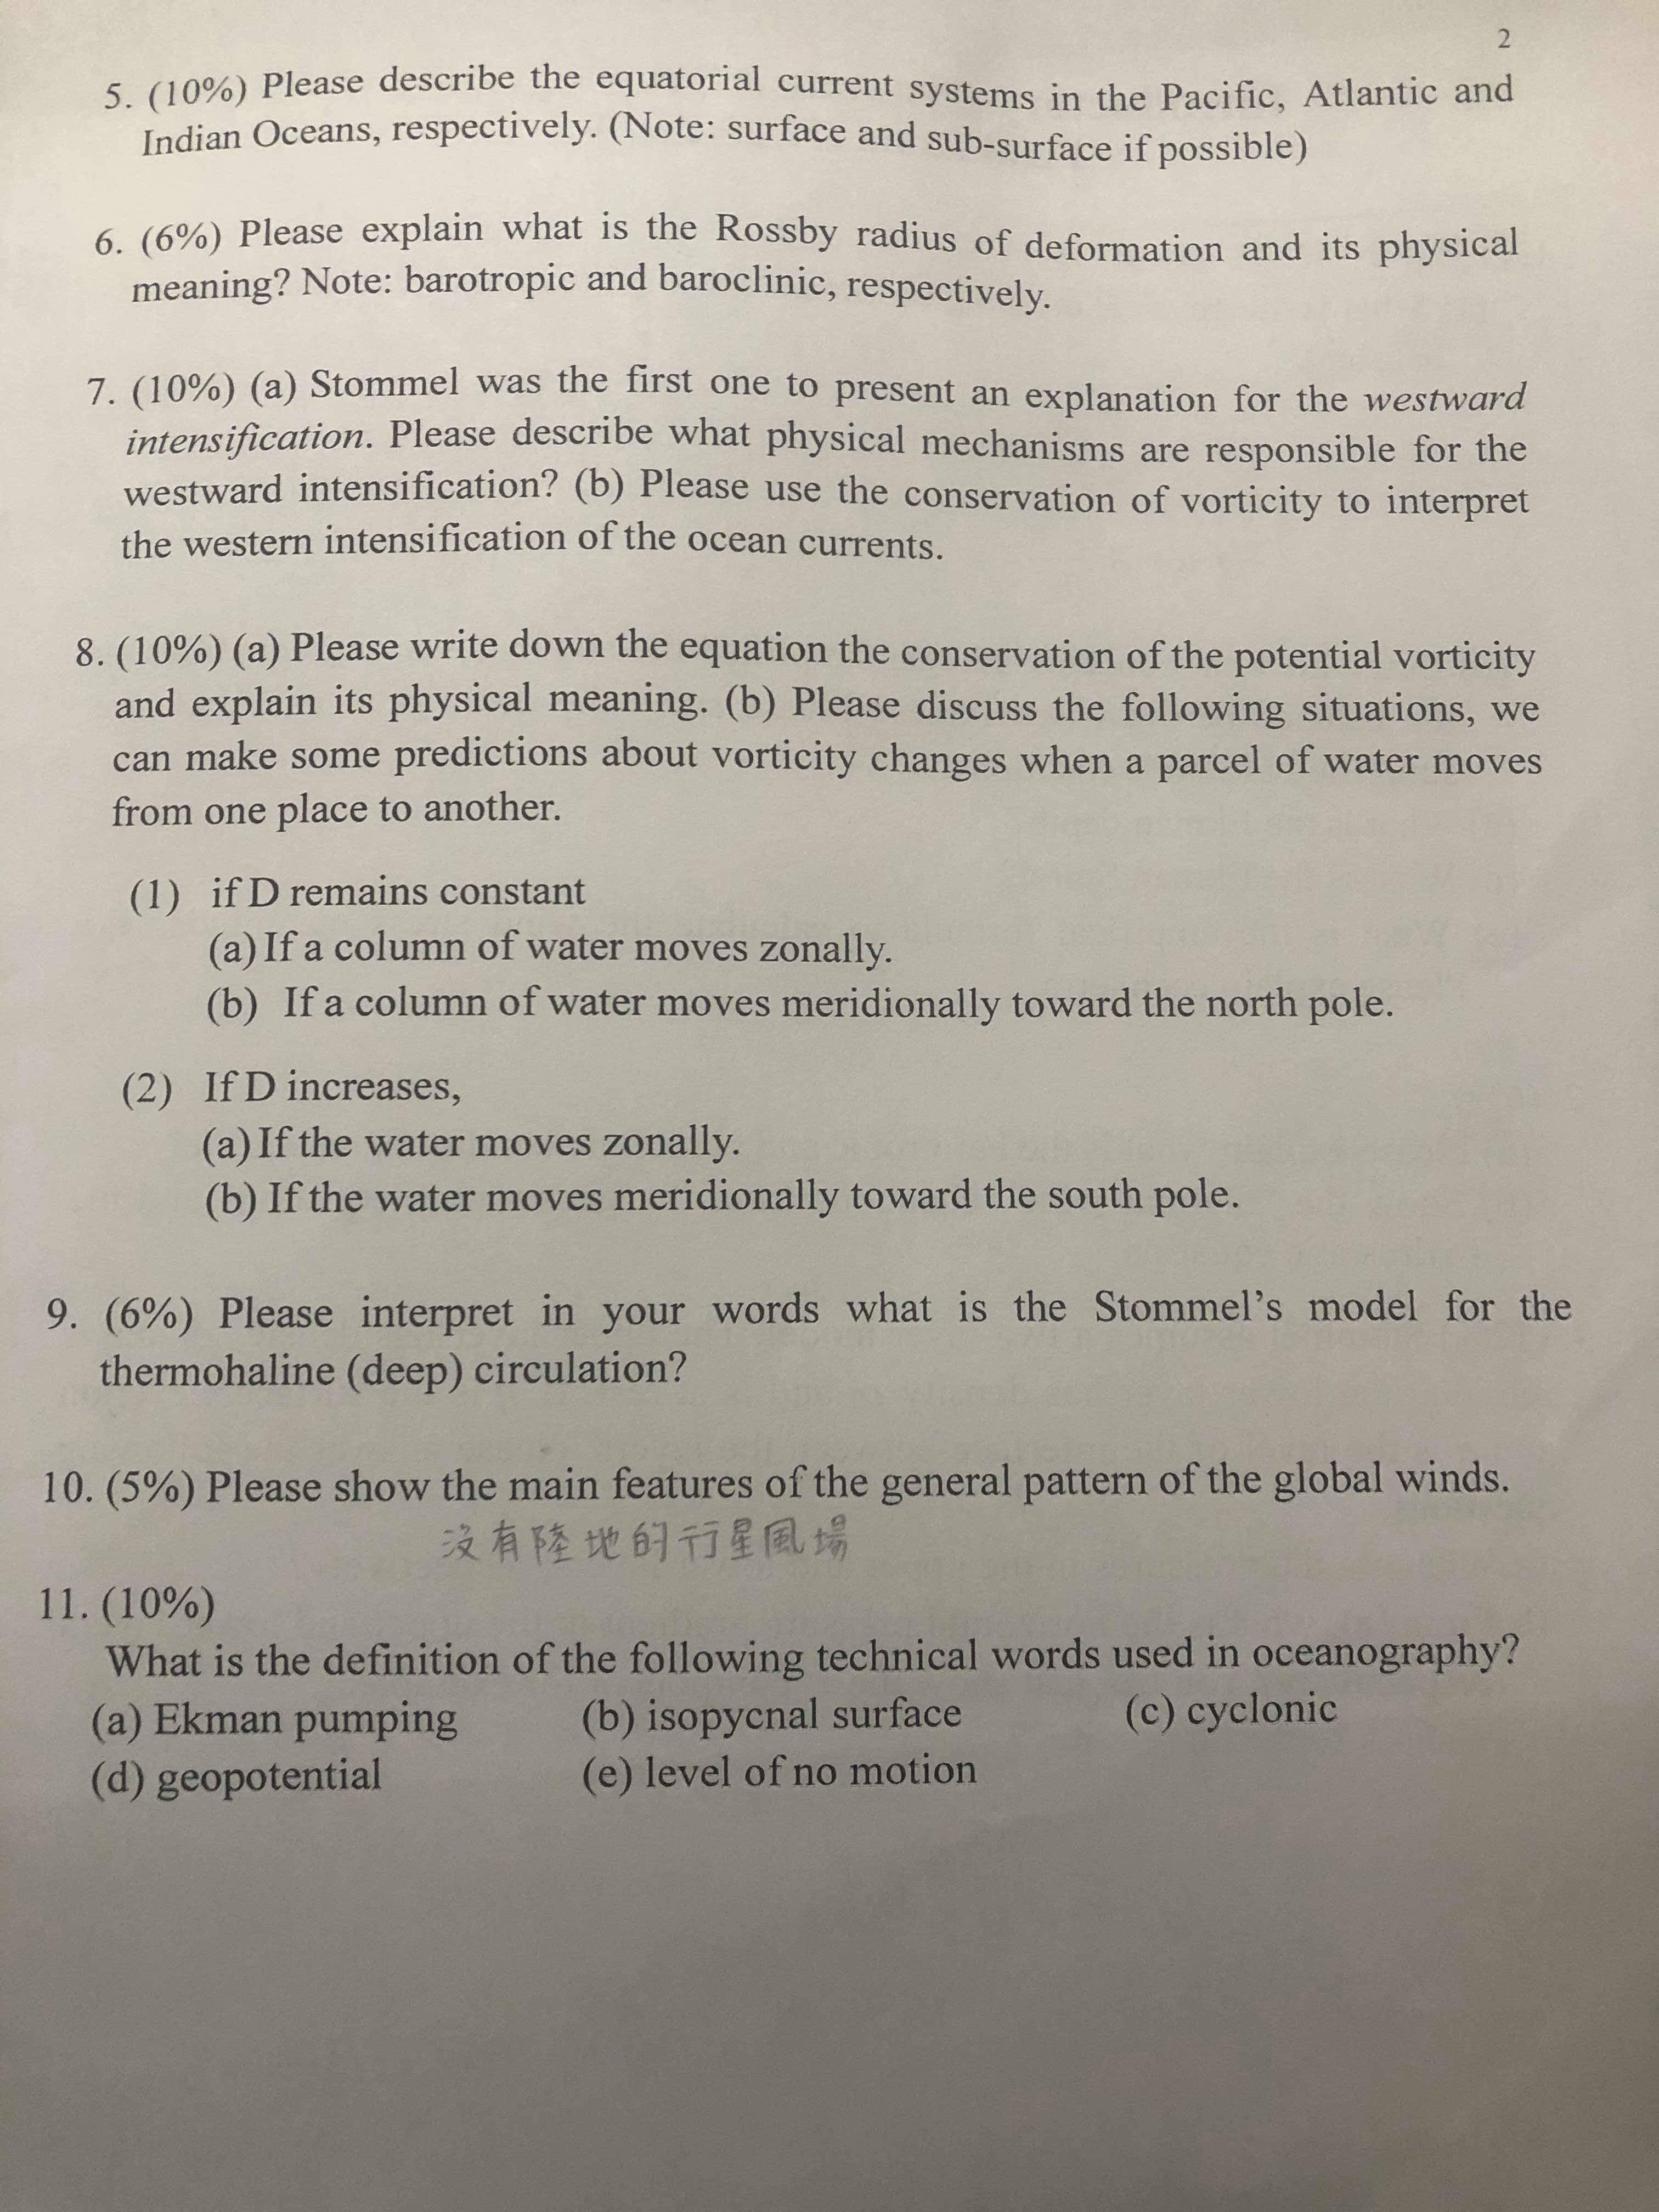 2
5. (10%) Please describe the equatorial current systems in the Pacific, Atlantic and
Indian Oceans, respectively. (Note: surface and sub-surface if possible)
6. (6%) Please explain what is the Rossby radius of deformation and its physical
meaning? Note: barotropic and baroclinic, respectively.
7. (10%) (a) Stommel was the first one to present an explanation for the westward
intensification. Please describe what physical mechanisms are responsible for the
westward intensification? (b) Please use the conservation of vorticity to interpret
the western intensification of the ocean currents.
8. (10%) (a) Please write down the equation the conservation of the potential vorticity
and explain its physical meaning. (b) Please discuss the following situations, we
can make some predictions about vorticity changes when a parcel of water moves
from one place to another.
(1) if D remains constant
(a) If a column of water moves zonally.
(b) If a column of water moves meridionally toward the north pole.
(2) If D increases,
(a) If the water moves zonally.
(b) If the water moves meridionally toward the south pole.
9. (6%) Please interpret in your words what is the Stommel's model for the
thermohaline (deep) circulation?
10. (5%) Please show the main features of the general pattern of the global winds.
沒有陸地的行星風場
11. (10%)
What is the definition of the following technical words used in oceanography?
(a) Ekman pumping (b) isopycnal surface (c) cyclonic
(d) geopotential (e) level of no motion